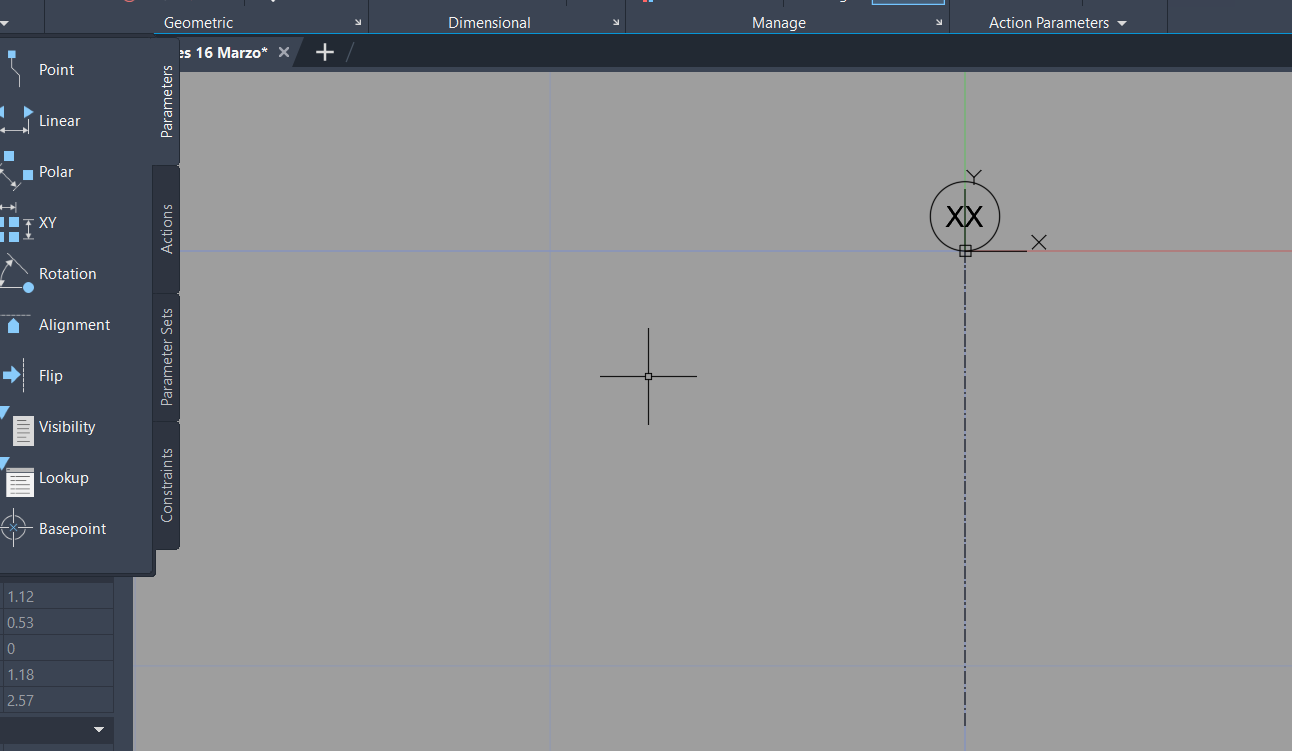 Geometric
Dimensional
Manage
Action Parameters
es 16 Marzo*
Point
Linear
Polar
XY
Rotation
Alignment
Flip
Visibility
Lookup
Basepoint
Parameters
Actions
Parameter Sets
Constraints
Y
XX
X
1.12
0.53
0
1.18
2.57